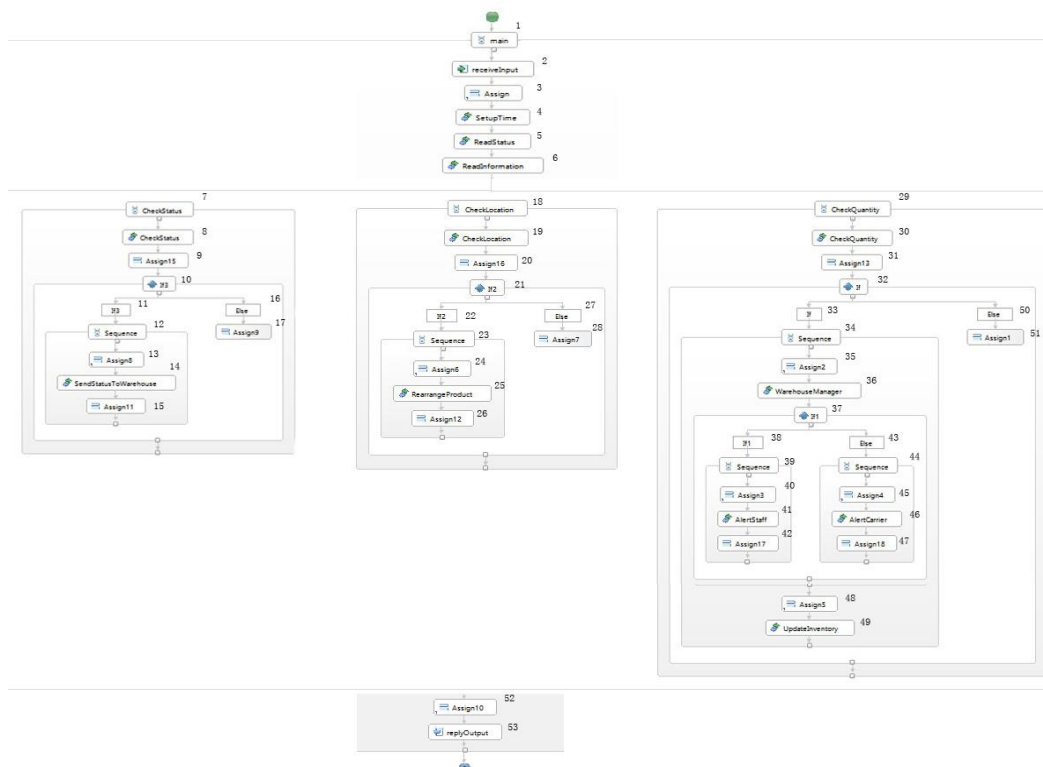 1
main
2
receiveInput
3
Assign
4
SetupTime
5
ReadStatus
6
ReadInformation
7
CheckStatus
8
CheckStatus
9
Assign15
10
If3
11
If3
12
Sequence
13
Assign8
14
SendStatusToWarehouse
15
Assign11
16
Else
17
Assign9
18
CheckLocation
19
CheckLocation
20
Assign16
21
If2
22
If2
23
Sequence
24
Assign6
25
RearrangeProduct
26
Assign12
27
Else
28
Assign7
29
CheckQuantity
30
CheckQuantity
31
Assign13
32
If
33
If
34
Sequence
35
Assign2
36
WarehouseManager
37
If1
38
If1
39
Sequence
40
Assign3
41
AlertStaff
42
Assign17
43
Else
44
Sequence
45
Assign4
46
AlertCarrier
47
Assign18
48
Assign5
49
UpdateInventory
50
Else
51
Assign1
52
Assign10
53
replyOutput